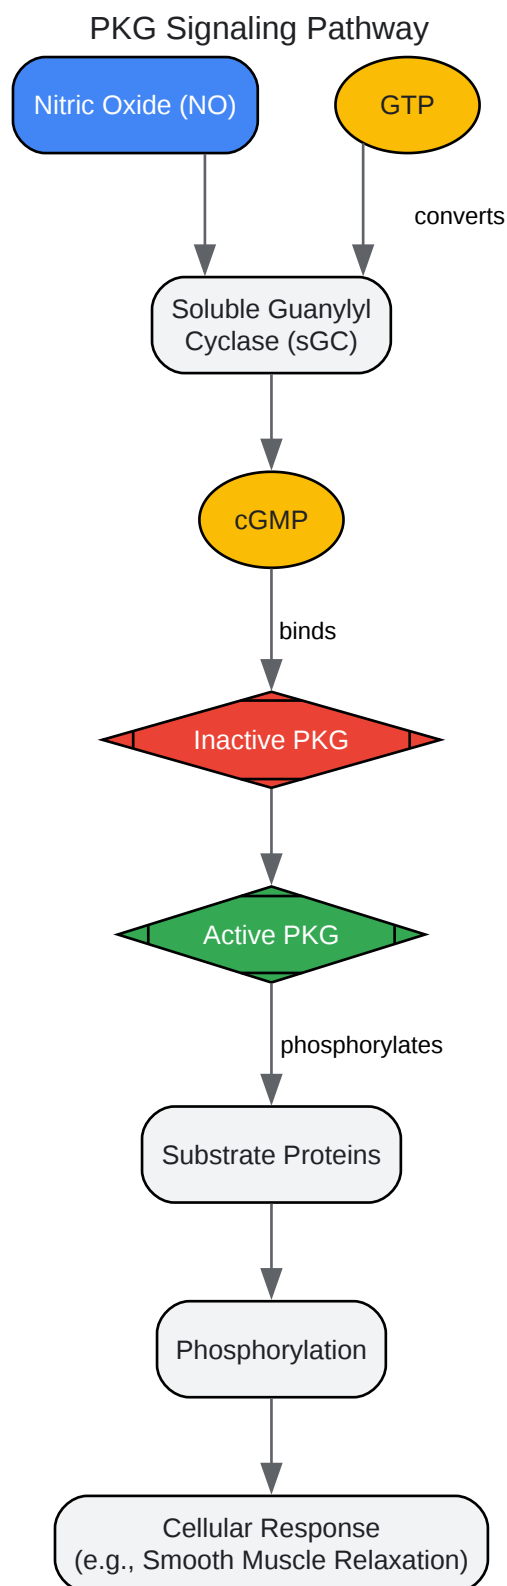 PKG Signaling Pathway
Nitric Oxide (NO)
GTP
converts
Soluble Guanylyl
Cyclase (sGC)
cGMP
binds
Inactive PKG
Active PKG
phosphorylates
Substrate Proteins
Phosphorylation
Cellular Response
(e.g., Smooth Muscle Relaxation)